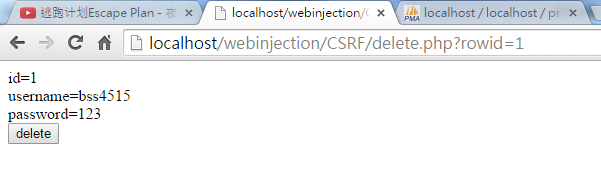 逃跑计划Escape Plan - 夜
localhost/webinjection/C
localhost / localhost / pr
localhost/webinjection/CSRF/delete.php?rowid=1
id=1
username=bss4515
password=123
delete